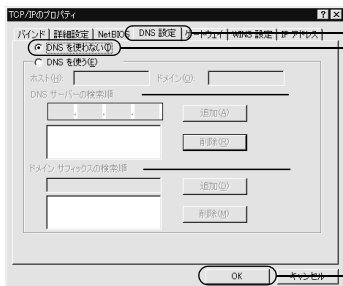 TCP/IPのプロパティ
バインド 詳細設定 NetBIOS DNS 設定 ゲートウェイ WINS 設定 IP アドレス
DNS を使わない(I)
DNS を使う(E)
ホスト(H): ドメイン(O):
DNS サーバーの検索順
追加(A)
削除(R)
ドメイン サフィックスの検索順
追加(D)
削除(M)
OK キャンセル